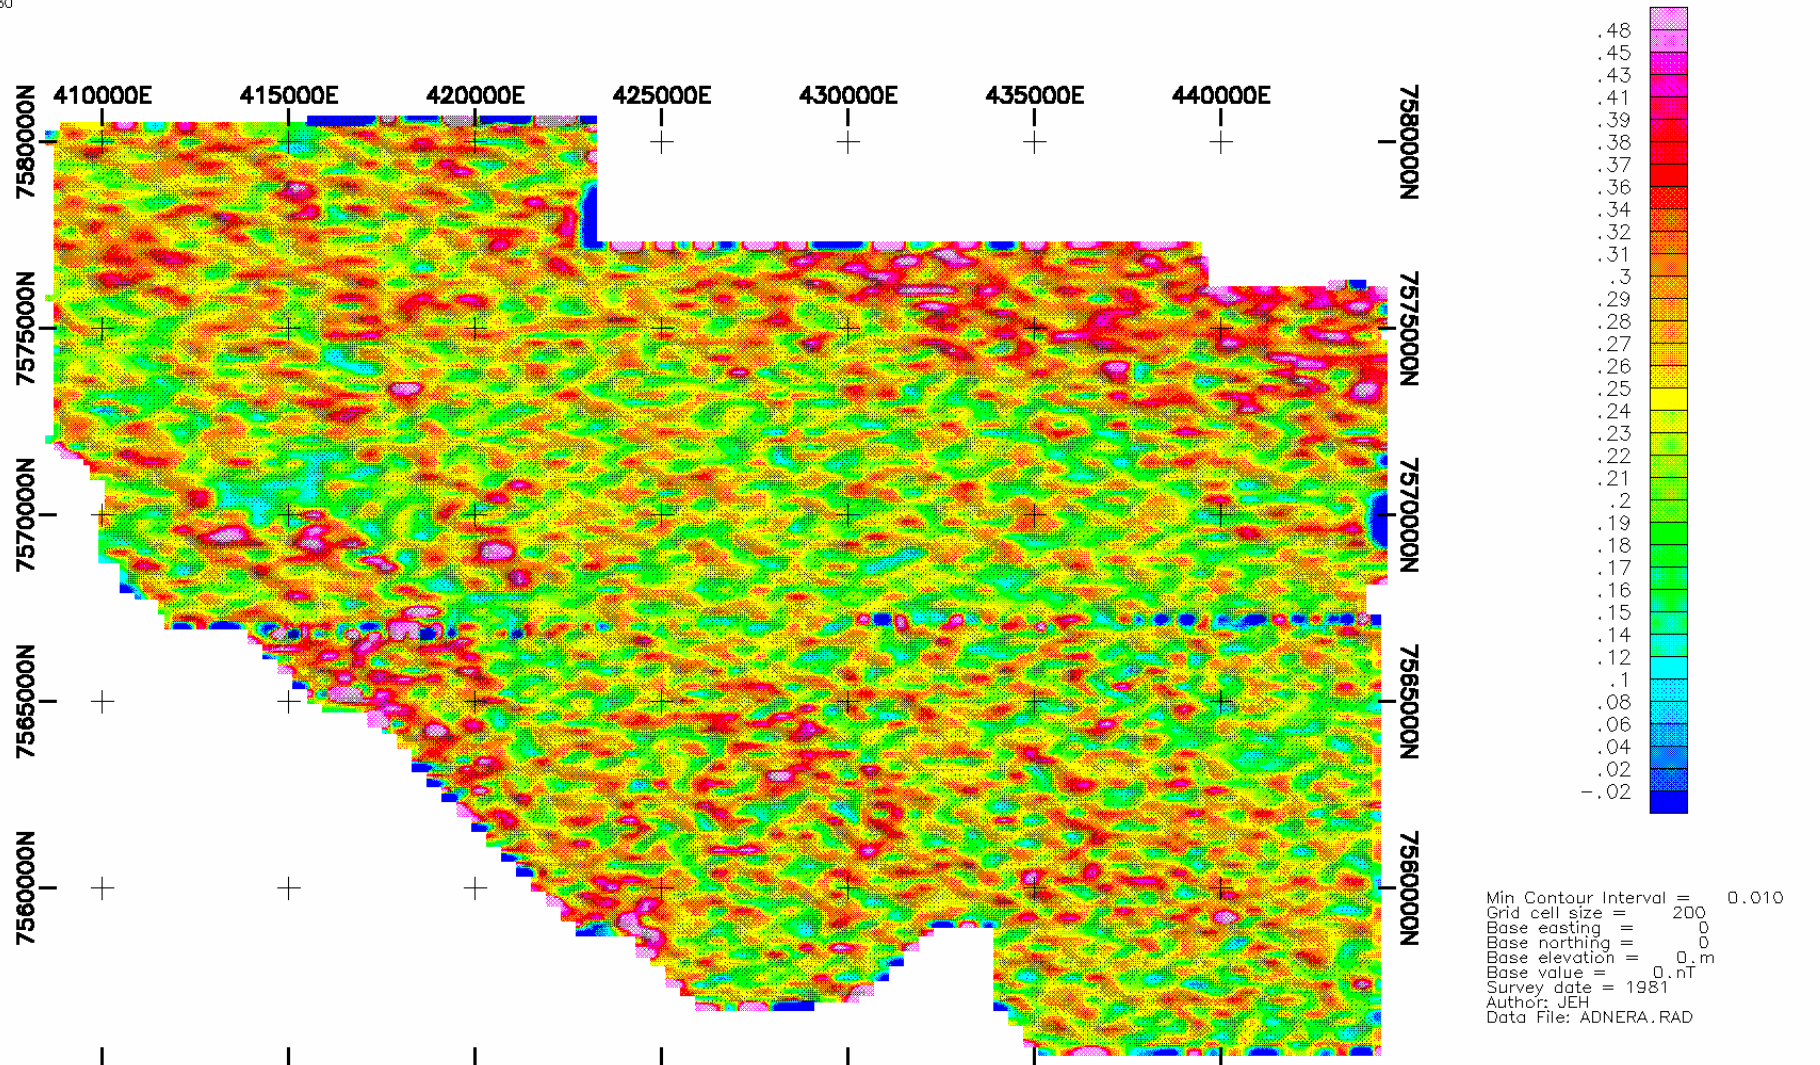 410000E 415000E 420000E 425000E 430000E 435000E 440000E
7580000N 7580000N
7575000N 7575000N
7570000N 7570000N
7565000N 7565000N
7560000N 7560000N
.48
.45
.43
.41
.39
.38
.37
.36
.34
.32
.31
.3
.29
.28
.27
.26
.25
.24
.23
.22
.21
.2
.19
.18
.17
.16
.15
.14
.12
.1
.08
.06
.04
.02
-.02
Min Contour Interval = 0.010
Grid cell size = 200
Base easting = 0
Base northing = 0
Base elevation = 0.m
Base value = 0.nT
Survey date = 1981
Author: JEH
Data File: ADNERA.RAD